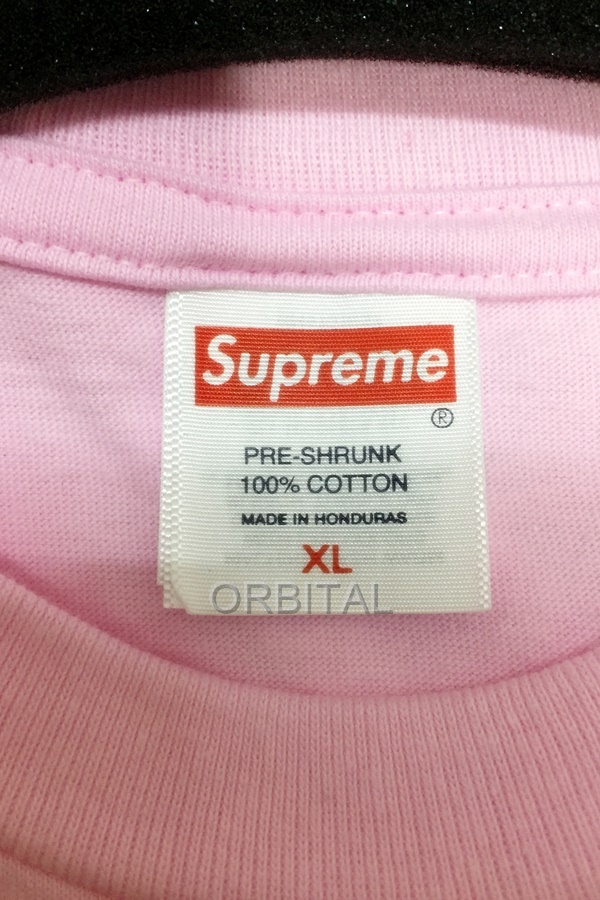 Supreme
®
PRE-SHRUNK
100% COTTON
MADE IN HONDURAS
XL
ORBITAL